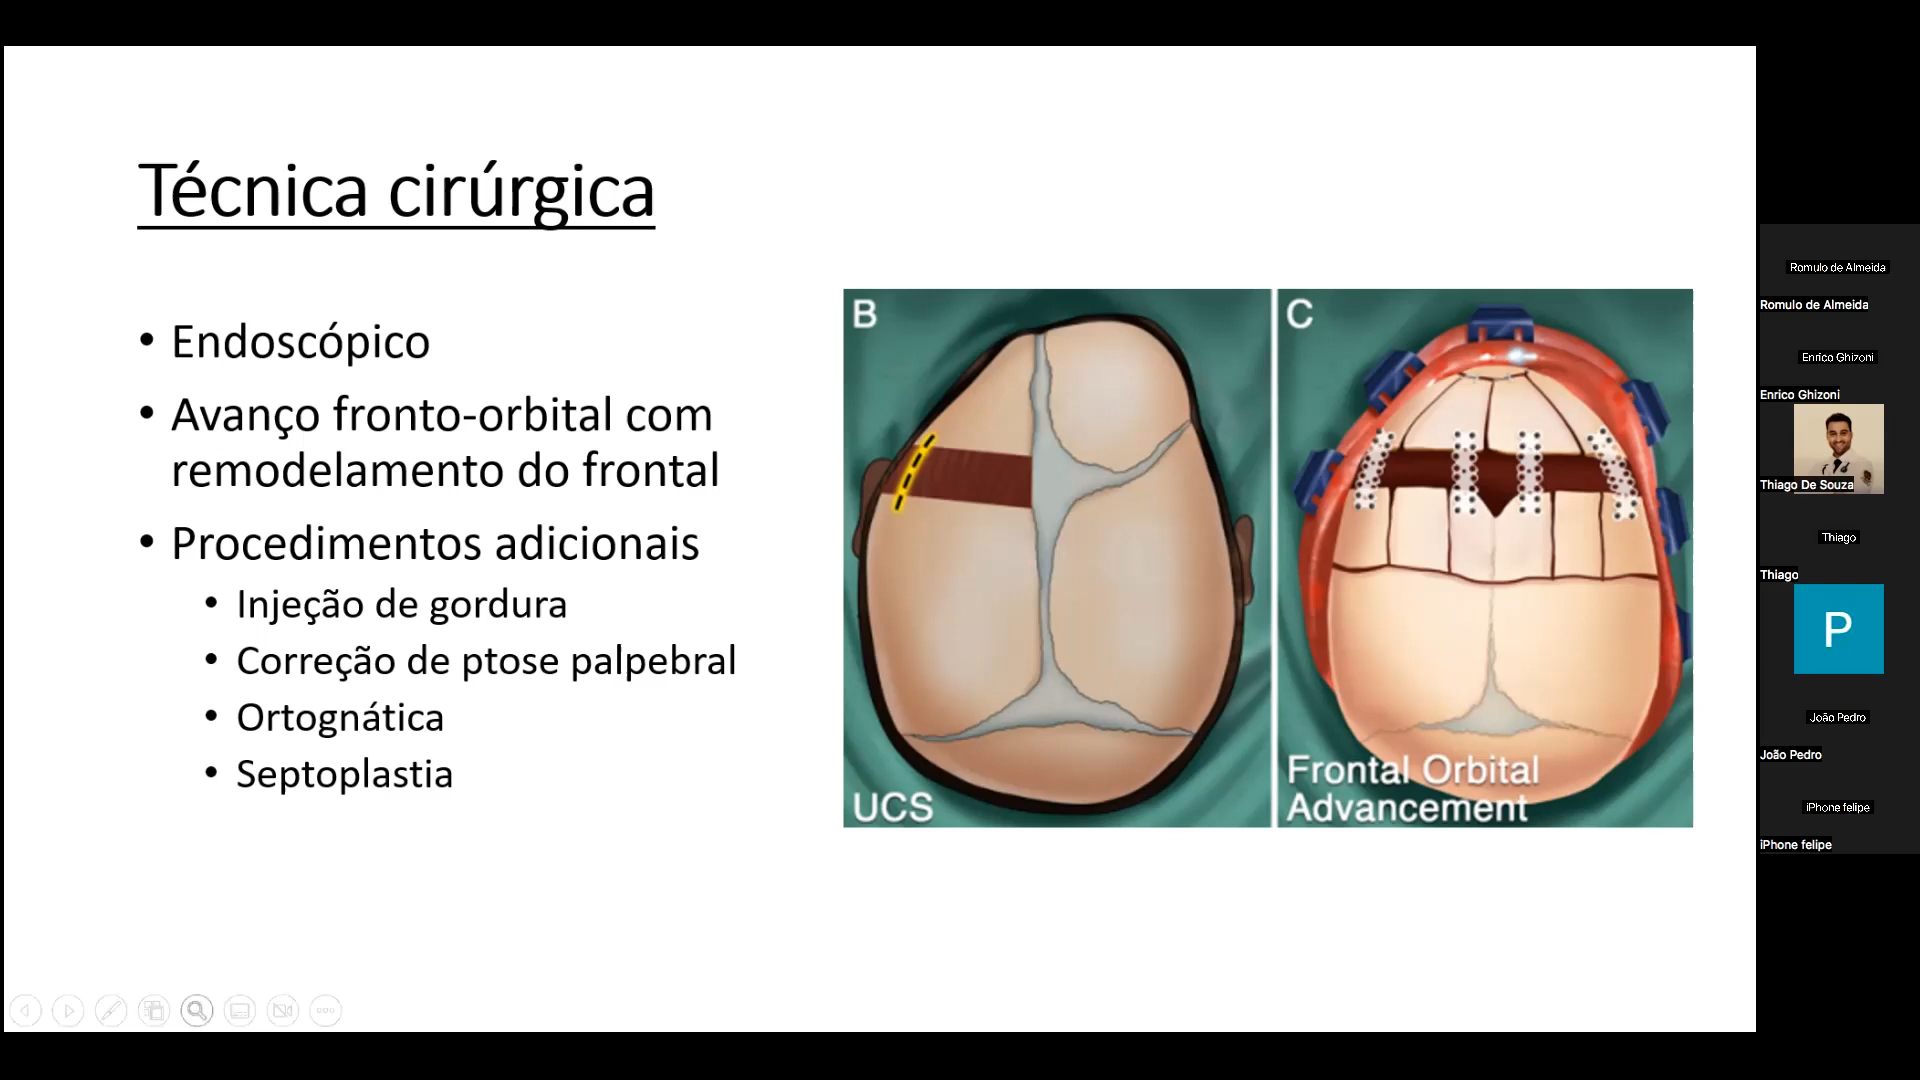 Técnica cirúrgica
• Endoscópico
• Avanço fronto-orbital com
remodelamento do frontal
• Procedimentos adicionais
• Injeção de gordura
• Correção de ptose palpebral
• Ortognática
• Septoplastia
B
UCS
C
Frontal Orbital
Advancement
Romulo de Almeida
Romulo de Almeida
Enrico Ghizoni
Enrico Ghizoni
Thiago De Souza
Thiago
Thiago
P
João Pedro
João Pedro
iPhone felipe
iPhone felipe